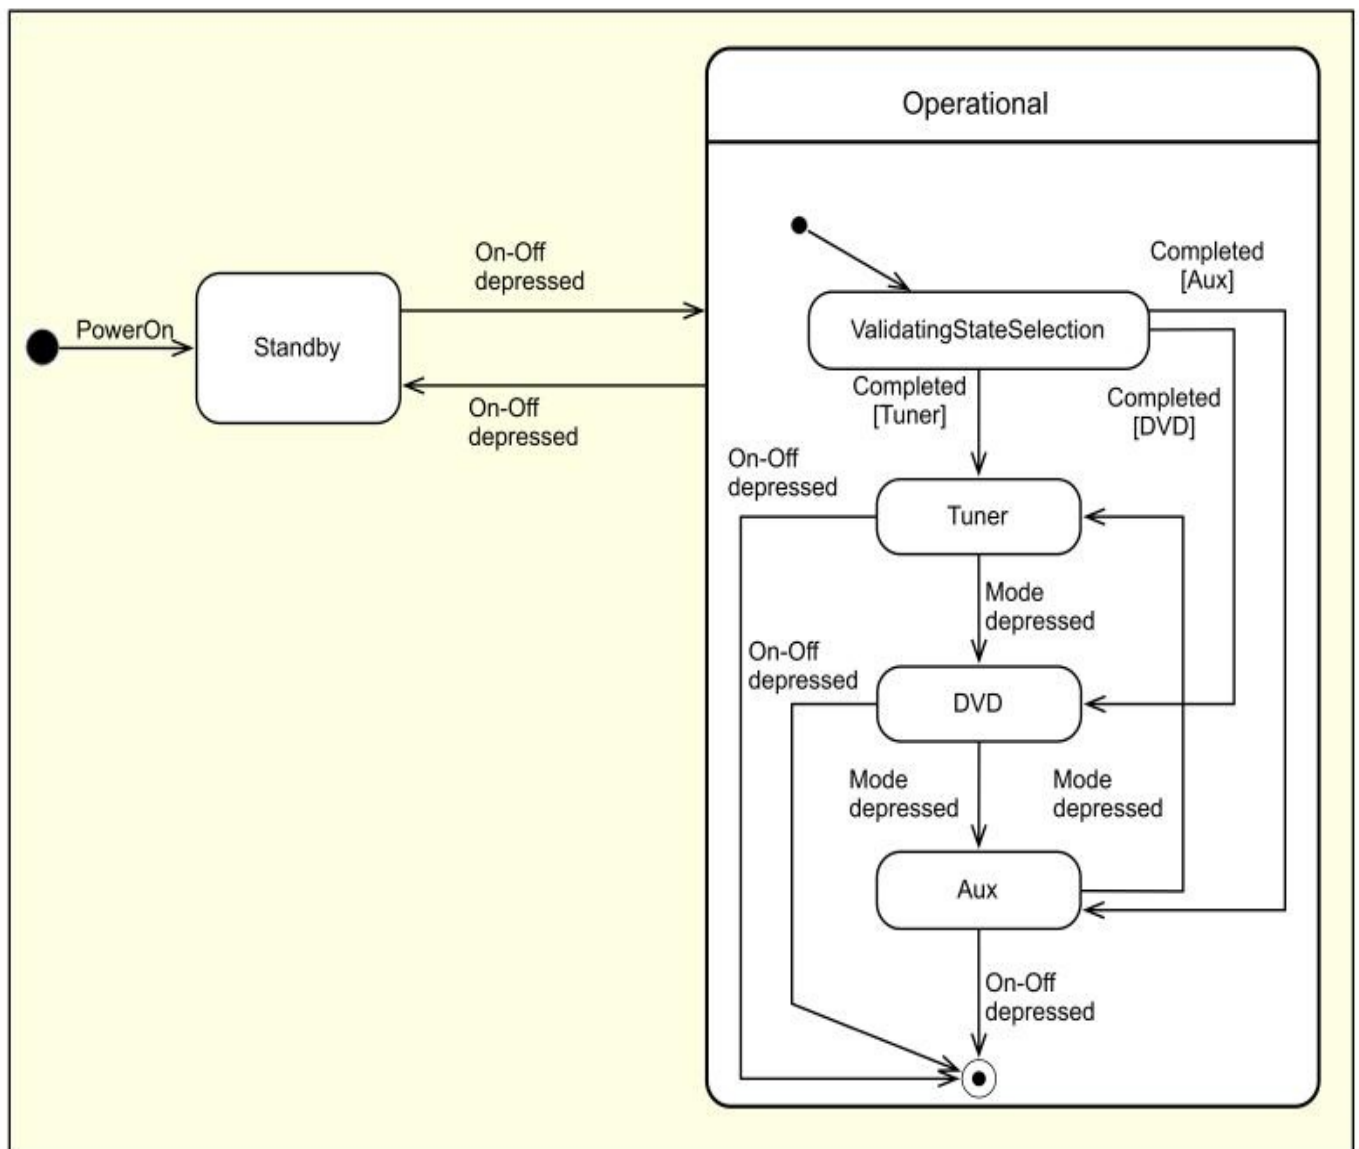 Operational
On-Off
depressed
Completed
[Aux]
PowerOn
Standby
ValidatingStateSelection
On-Off
depressed
Completed
[Tuner]
Completed
[DVD]
On-Off
depressed
Tuner
Mode
depressed
On-Off
depressed
DVD
Mode
depressed
Mode
depressed
Aux
On-Off
depressed